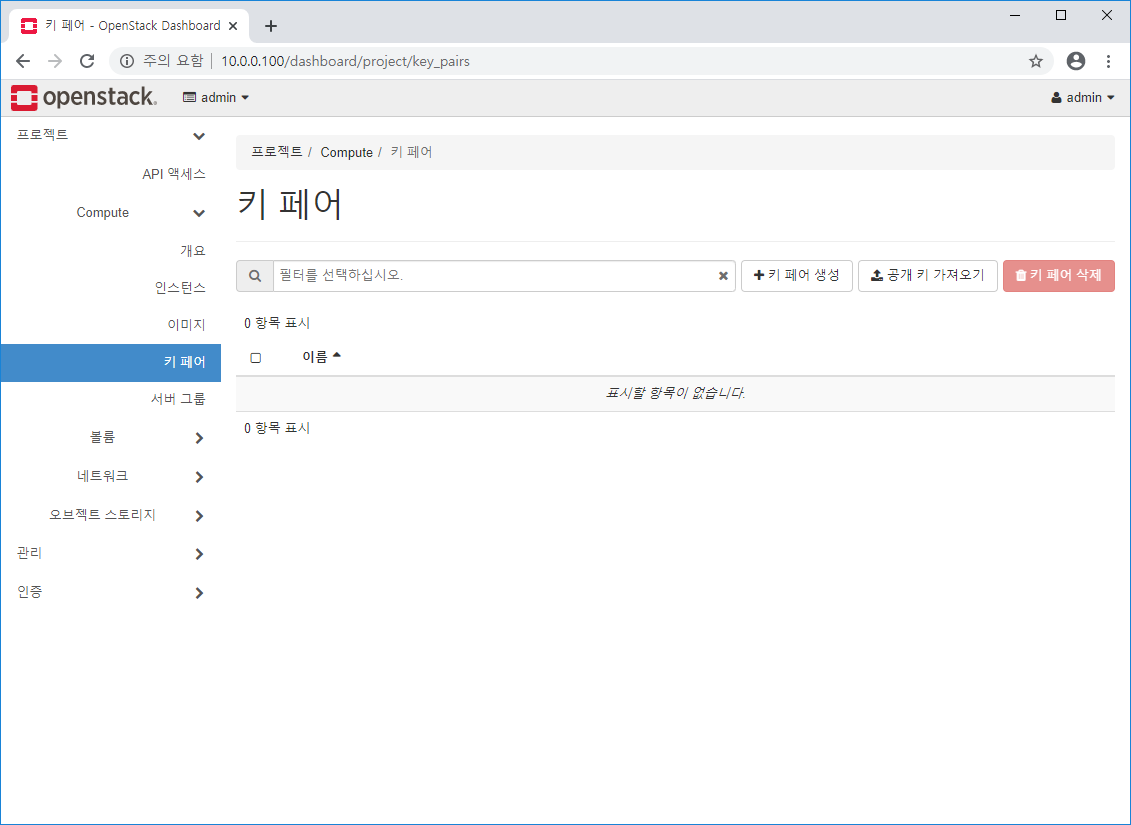 키 페어 - OpenStack Dashboard
주의 요함 | 10.0.0.100/dashboard/project/key_pairs
openstack. admin admin
프로젝트
API 액세스
Compute
개요
인스턴스
이미지
키 페어
서버 그룹
볼륨
네트워크
오브젝트 스토리지
관리
인증
프로젝트 / Compute / 키 페어
키 페어
필터를 선택하십시오. 키 페어 생성 공개 키 가져오기 키 페어 삭제
0 항목 표시
이름
표시할 항목이 없습니다.
0 항목 표시